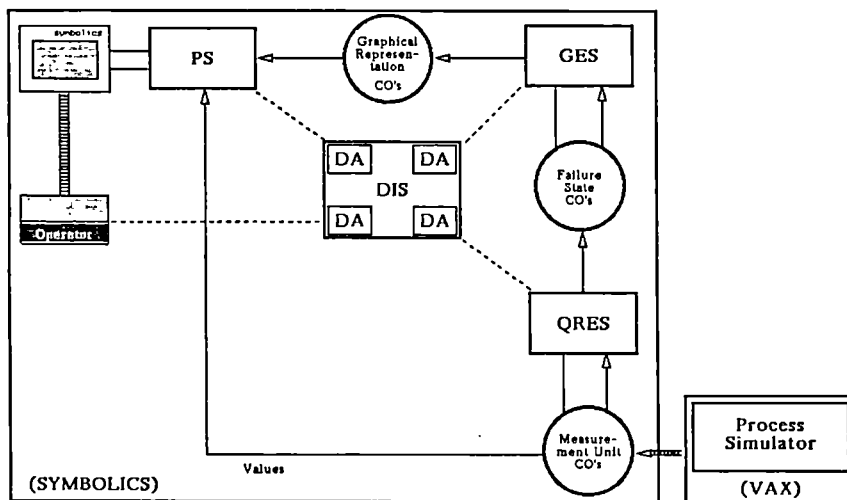 symbolics
PS
Graphical
Represen-
tation
CO's
GES
DA
DA
DIS
DA
DA
Failure
State
CO's
Operator
QRES
Process
Simulator
Measure-
ment Unit
CO's
Values
(SYMBOLICS)
(VAX)